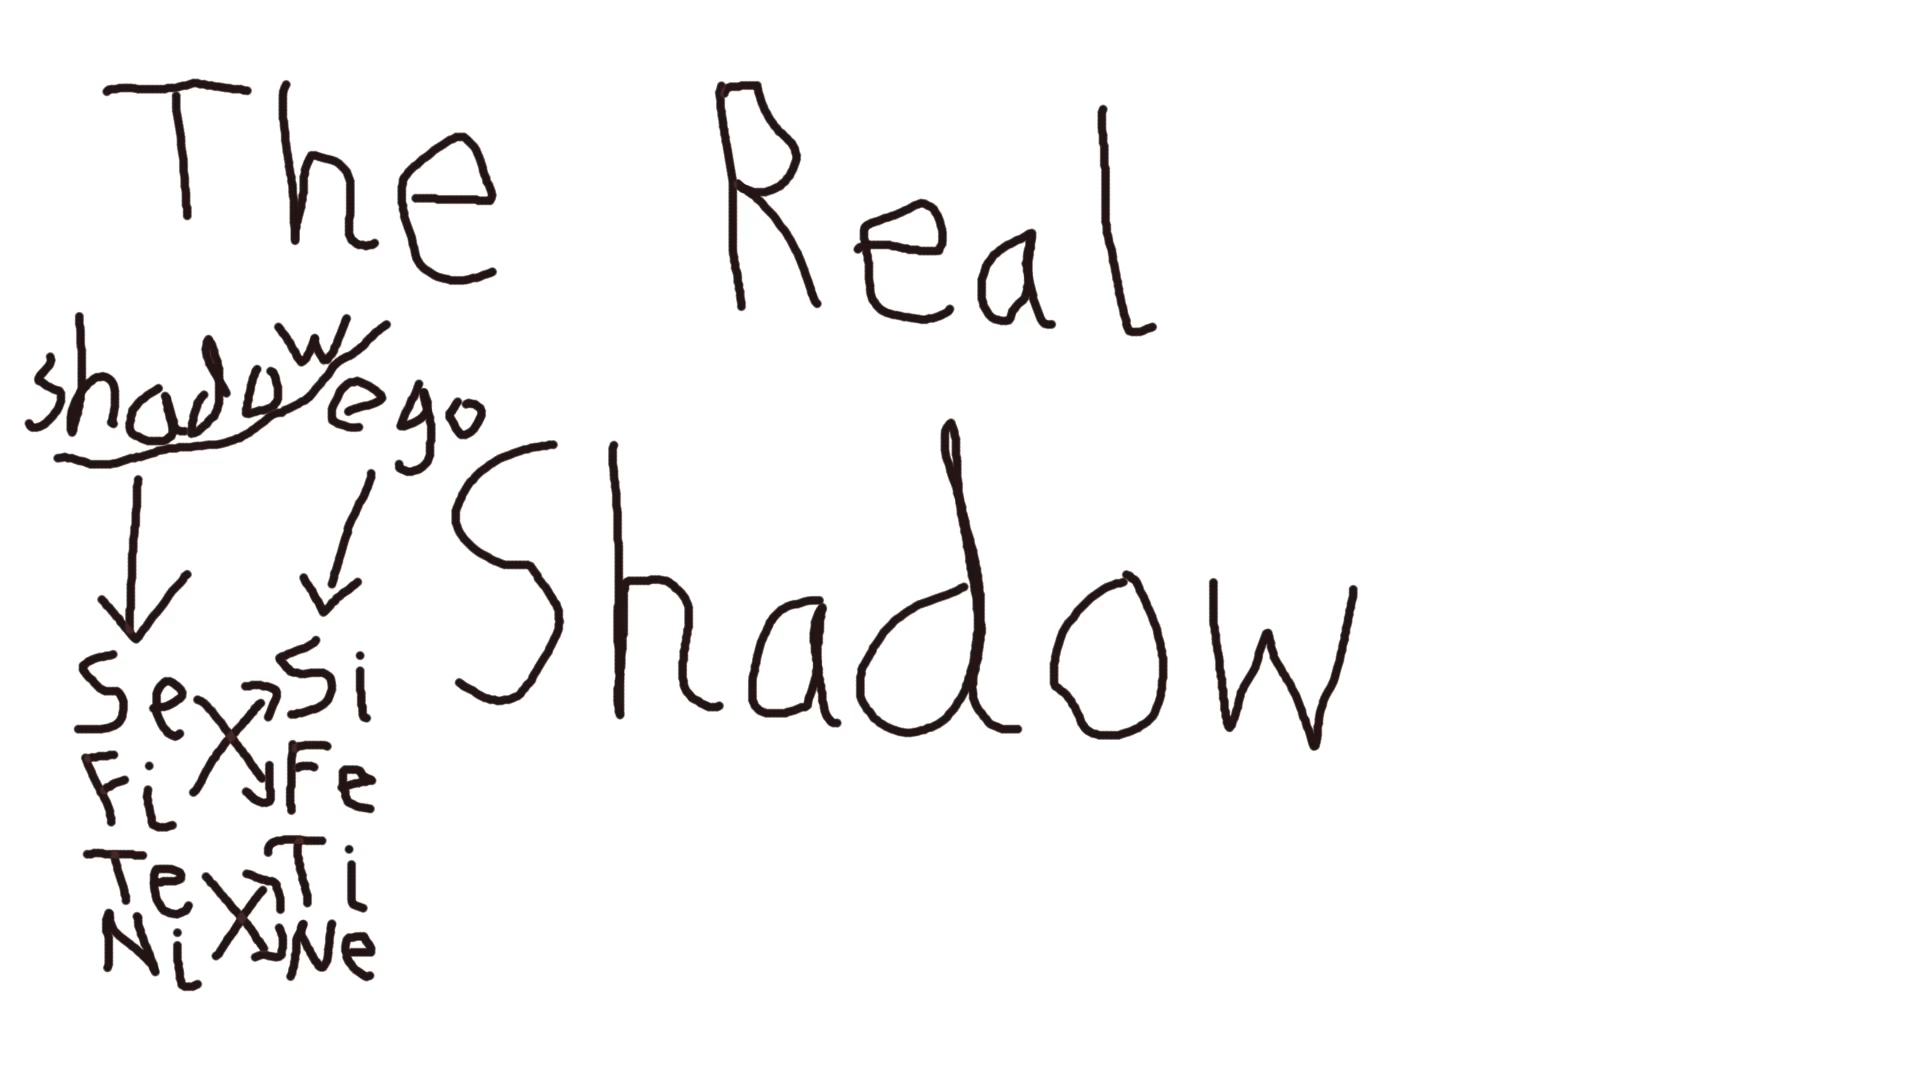 The Real
shadow ego
Shadow
Se Si
Fi Fe
Te Ti
Ni Ne